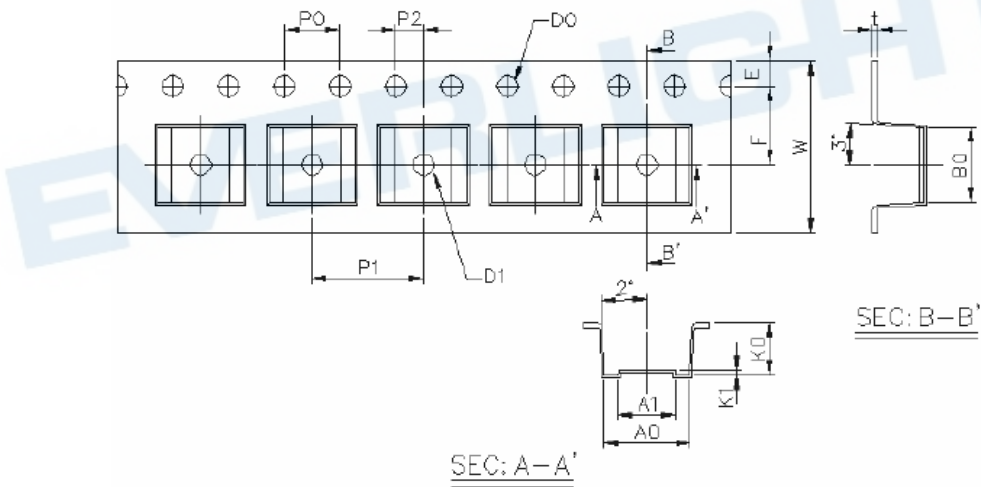 P0
P2
D0
B
t
E
F
W
3°
B0
A
A'
P1
D1
B'
2°
SEC: B-B'
K0
K1
A1
A0
SEC: A-A'
EVERLIGHT